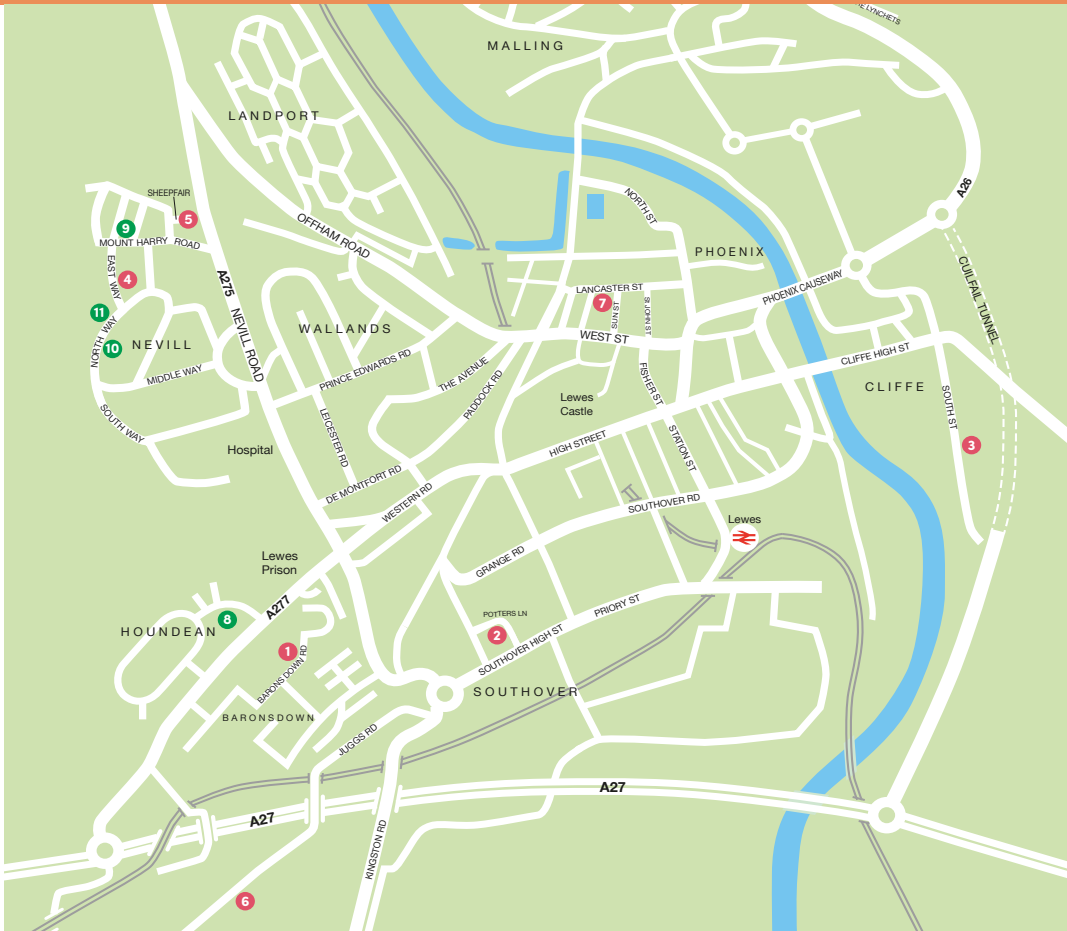 THE LYNCHETS
MALLING
LANDPORT
A26
SHEEPFAIR
5
NORTH ST
9
OFFHAM ROAD
MOUNT HARRY ROAD
PHOENIX
EAST WAY
4
A275
CUILFAIL TUNNEL
LANCASTER ST
PHOENIX CAUSEWAY
7
SUN ST
St JOHN ST
11
NORTH WAY
WALLANDS
WEST ST
10
NEVILL
NEVILL ROAD
CLIFFE HIGH ST
PRINCE EDWARDS RD
THE AVENUE
MIDDLE WAY
FISHER ST
CLIFFE
PADDOCK RD
Lewes
Castle
SOUTH ST
SOUTH WAY
LEICESTER RD
HIGH STREET
STATION ST
3
Hospital
DE MONTFORT RD
WESTERN RD
SOUTHOVER RD
Lewes
Lewes
Prison
GRANGE RD
A277
PRIORY ST
POTTERS LN
8
HOUNDEAN
2
SOUTHOVER HIGH ST
1
BARONS DOWN RD
SOUTHOVER
BARONSDOWN
JUGGS RD
A27
A27
KINGSTON RD
6